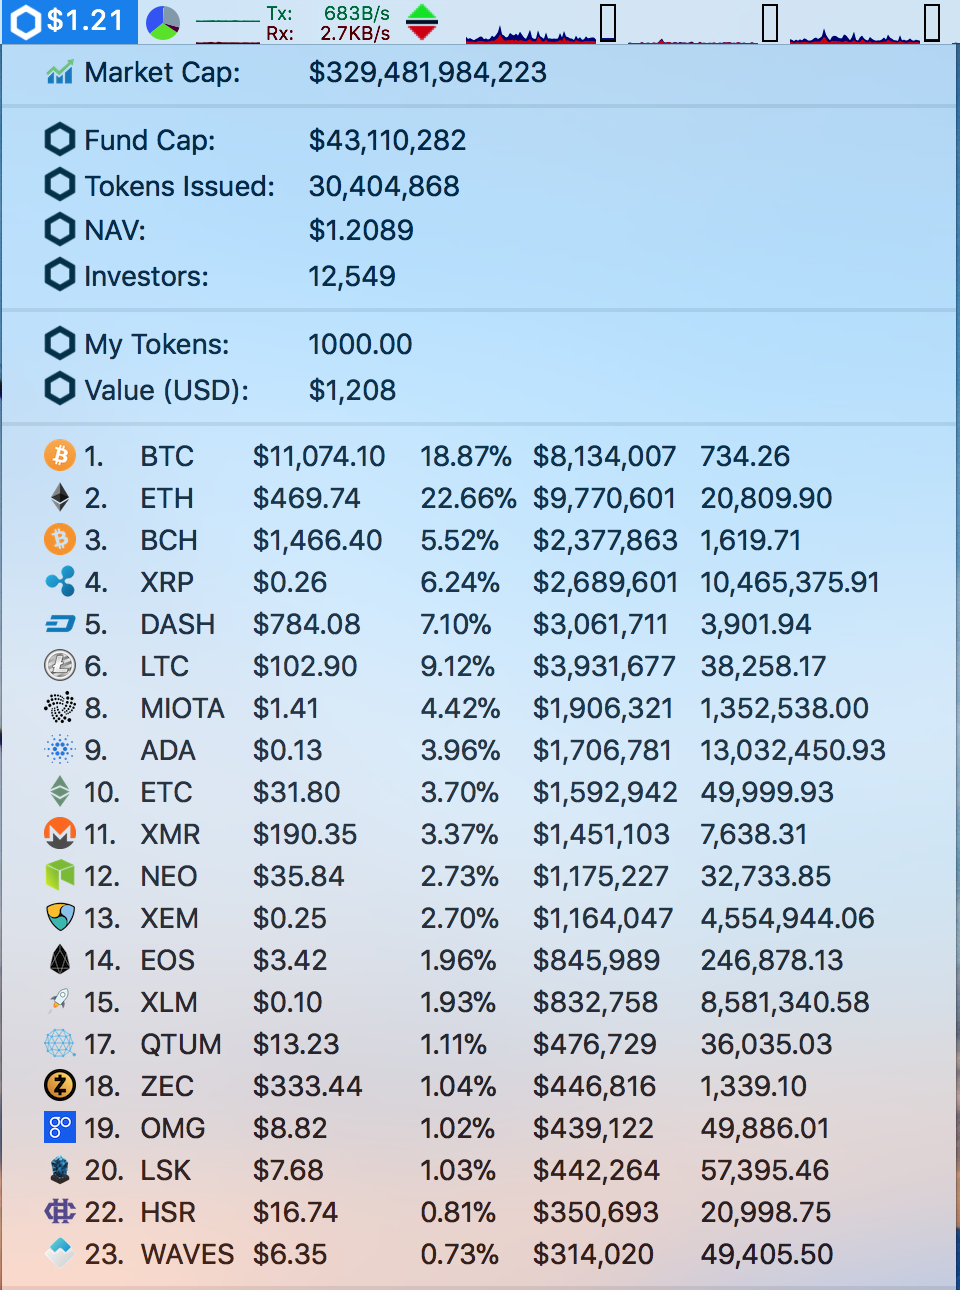 $1.21 Tx: 683B/s
Rx: 2.7KB/s
Market Cap: $329,481,984,223
Fund Cap: $43,110,282
Tokens Issued: 30,404,868
NAV: $1.2089
Investors: 12,549
My Tokens: 1000.00
Value (USD): $1,208
1. BTC $11,074.10 18.87% $8,134,007 734.26
2. ETH $469.74 22.66% $9,770,601 20,809.90
3. BCH $1,466.40 5.52% $2,377,863 1,619.71
4. XRP $0.26 6.24% $2,689,601 10,465,375.91
5. DASH $784.08 7.10% $3,061,711 3,901.94
6. LTC $102.90 9.12% $3,931,677 38,258.17
8. MIOTA $1.41 4.42% $1,906,321 1,352,538.00
9. ADA $0.13 3.96% $1,706,781 13,032,450.93
10. ETC $31.80 3.70% $1,592,942 49,999.93
11. XMR $190.35 3.37% $1,451,103 7,638.31
12. NEO $35.84 2.73% $1,175,227 32,733.85
13. XEM $0.25 2.70% $1,164,047 4,554,944.06
14. EOS $3.42 1.96% $845,989 246,878.13
15. XLM $0.10 1.93% $832,758 8,581,340.58
17. QTUM $13.23 1.11% $476,729 36,035.03
18. ZEC $333.44 1.04% $446,816 1,339.10
go 19. OMG $8.82 1.02% $439,122 49,886.01
20. LSK $7.68 1.03% $442,264 57,395.46
22. HSR $16.74 0.81% $350,693 20,998.75
23. WAVES $6.35 0.73% $314,020 49,405.50